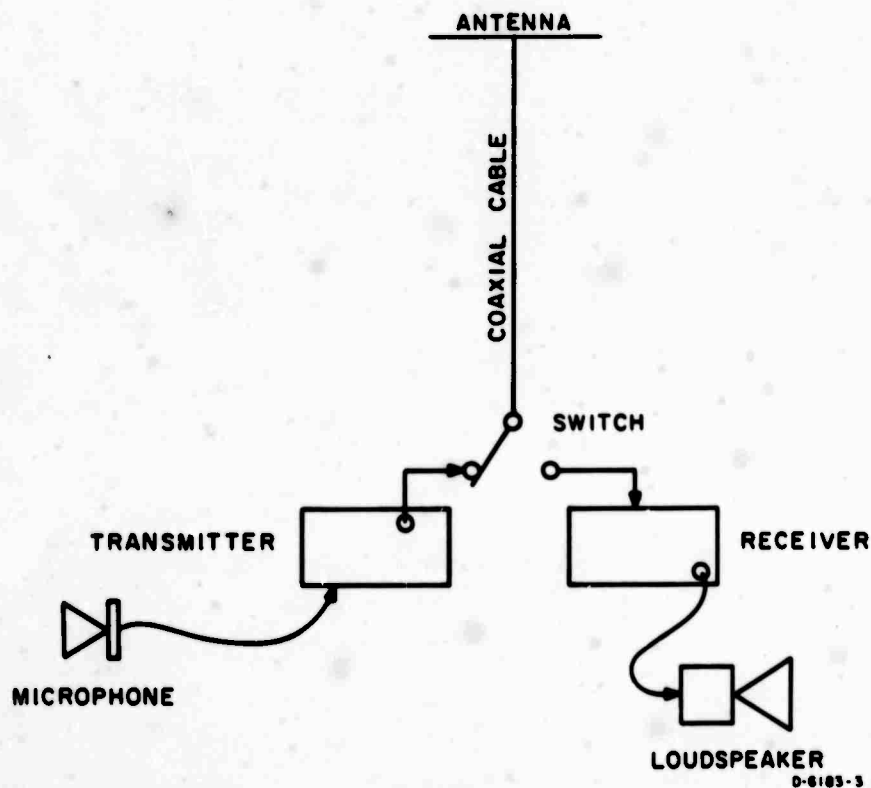 ANTENNA
COAXIAL CABLE
SWITCH
TRANSMITTER
RECEIVER
MICROPHONE
LOUDSPEAKER
D-6183-3